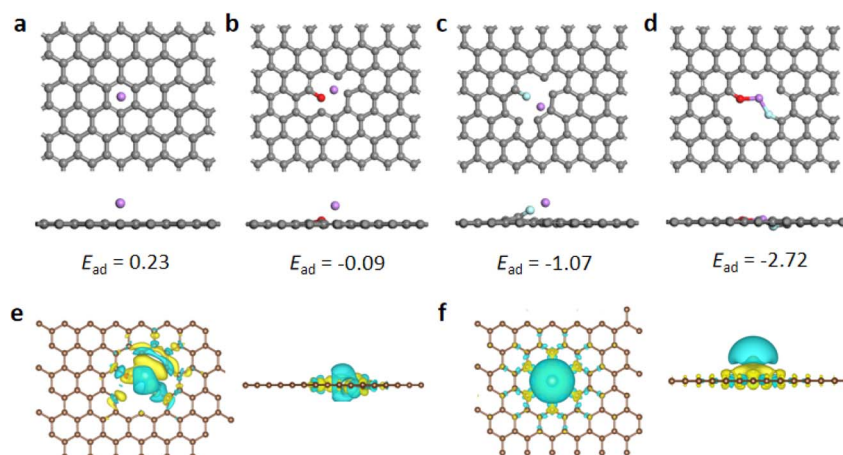 a b c d
E_ad = 0.23 E_ad = -0.09 E_ad = -1.07 E_ad = -2.72
e f